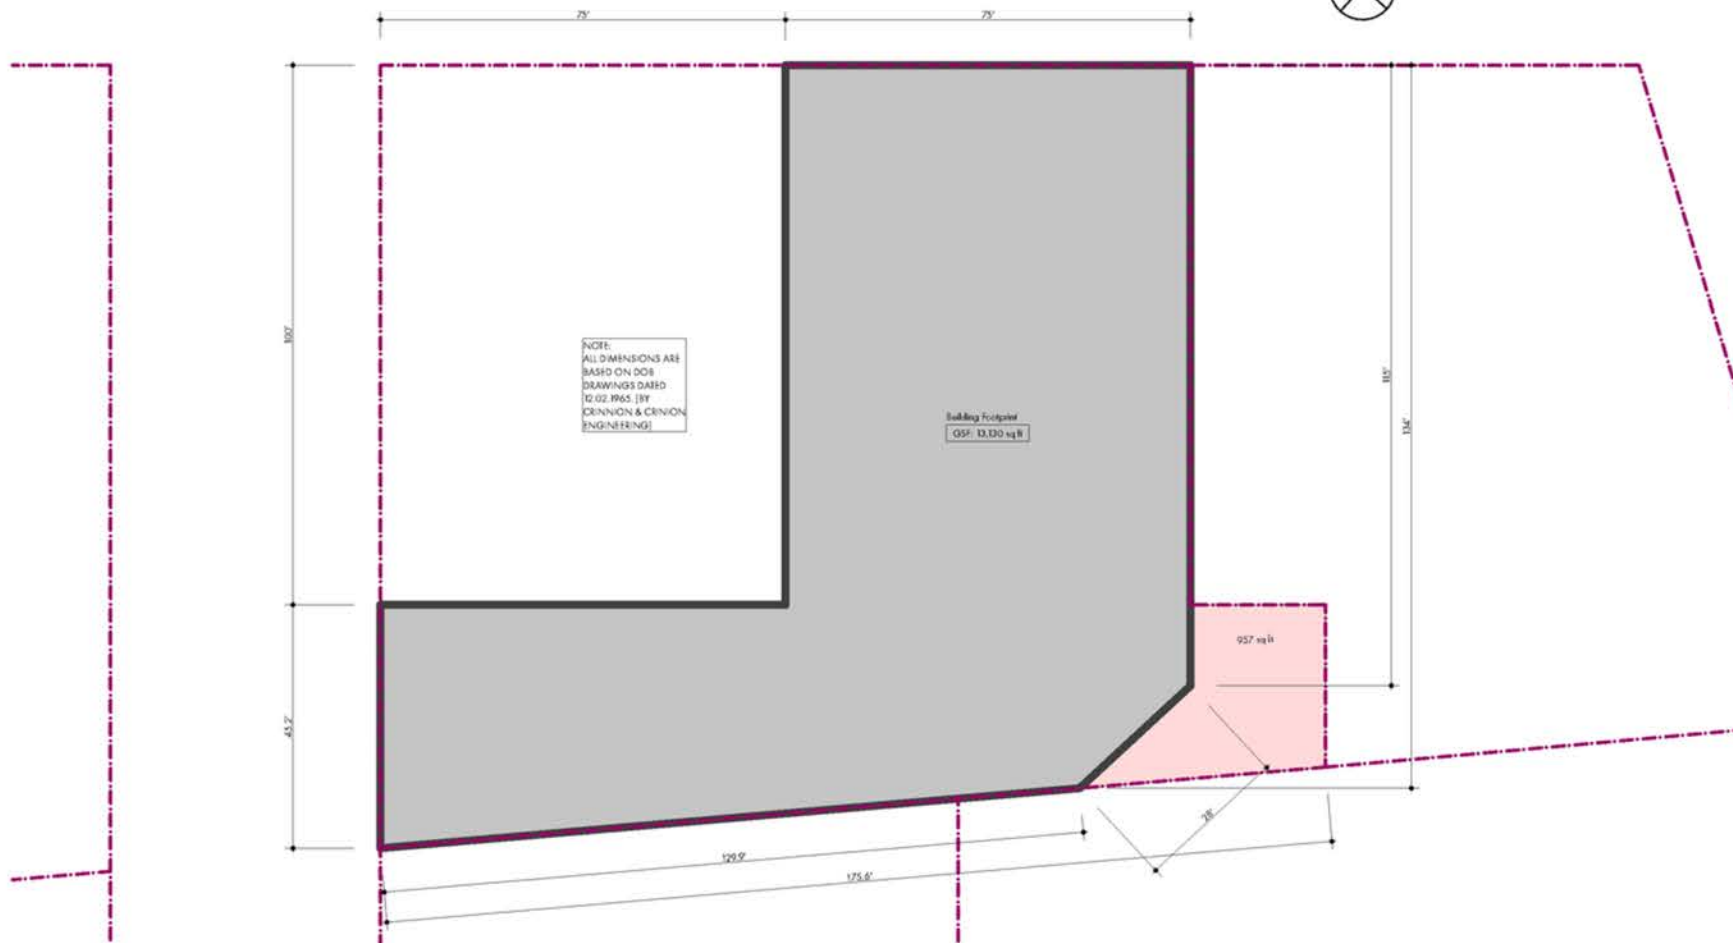 75'
75'
100'
115'
134'
NOTE:
ALL DIMENSIONS ARE
BASED ON DOB
DRAWINGS DATED
12.02.1965. [BY
CRINNION & CRINION
ENGINEERING]
Building Footprint
GSF: 13,130 sq ft
957 sq ft
45.2'
28'
129.9'
175.6'